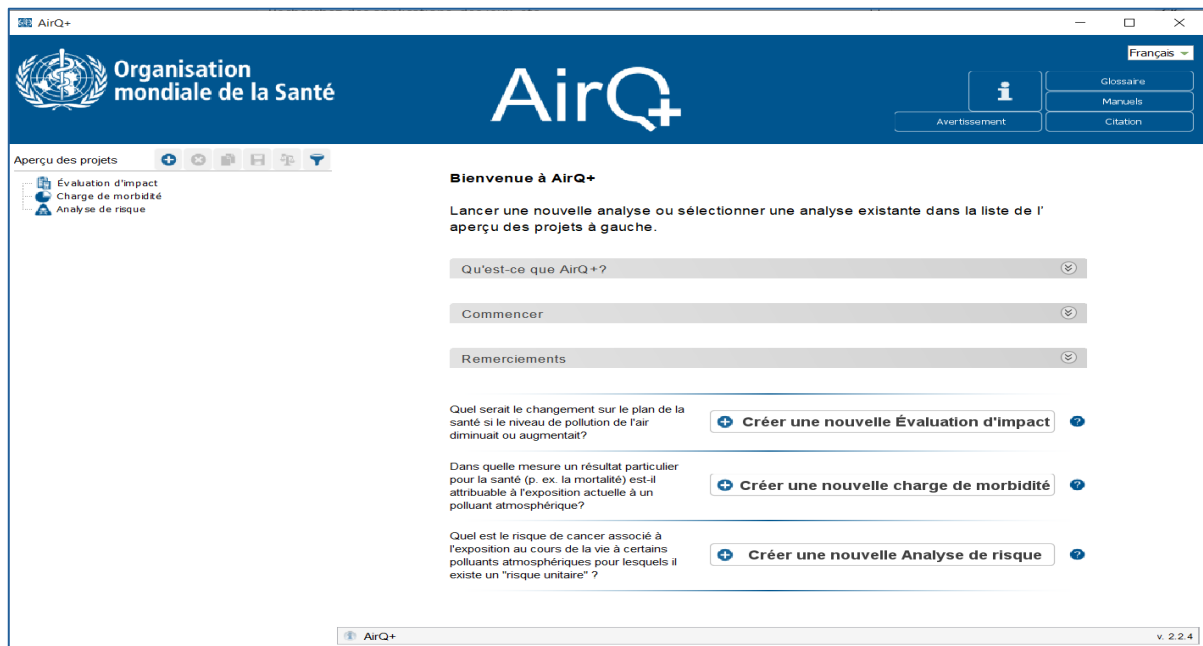 AirQ+
Organisation
mondiale de la Santé
AirQ+
Français
Glossaire
Manuels
Avertissement
Citation
Aperçu des projets
Évaluation d'impact
Charge de morbidité
Analyse de risque
Bienvenue à AirQ+
Lancer une nouvelle analyse ou sélectionner une analyse existante dans la liste de l'
aperçu des projets à gauche.
Qu'est-ce que AirQ+?
Commencer
Remerciements
Quel serait le changement sur le plan de la
santé si le niveau de pollution de l'air
diminuait ou augmentait?
Créer une nouvelle Évaluation d'impact
Dans quelle mesure un résultat particulier
pour la santé (p. ex. la mortalité) est-il
attribuable à l'exposition actuelle à un
polluant atmosphérique?
Créer une nouvelle charge de morbidité
Quel est le risque de cancer associé à
l'exposition au cours de la vie à certains
polluants atmosphériques pour lesquels il
existe un "risque unitaire" ?
Créer une nouvelle Analyse de risque
AirQ+
v. 2.2.4